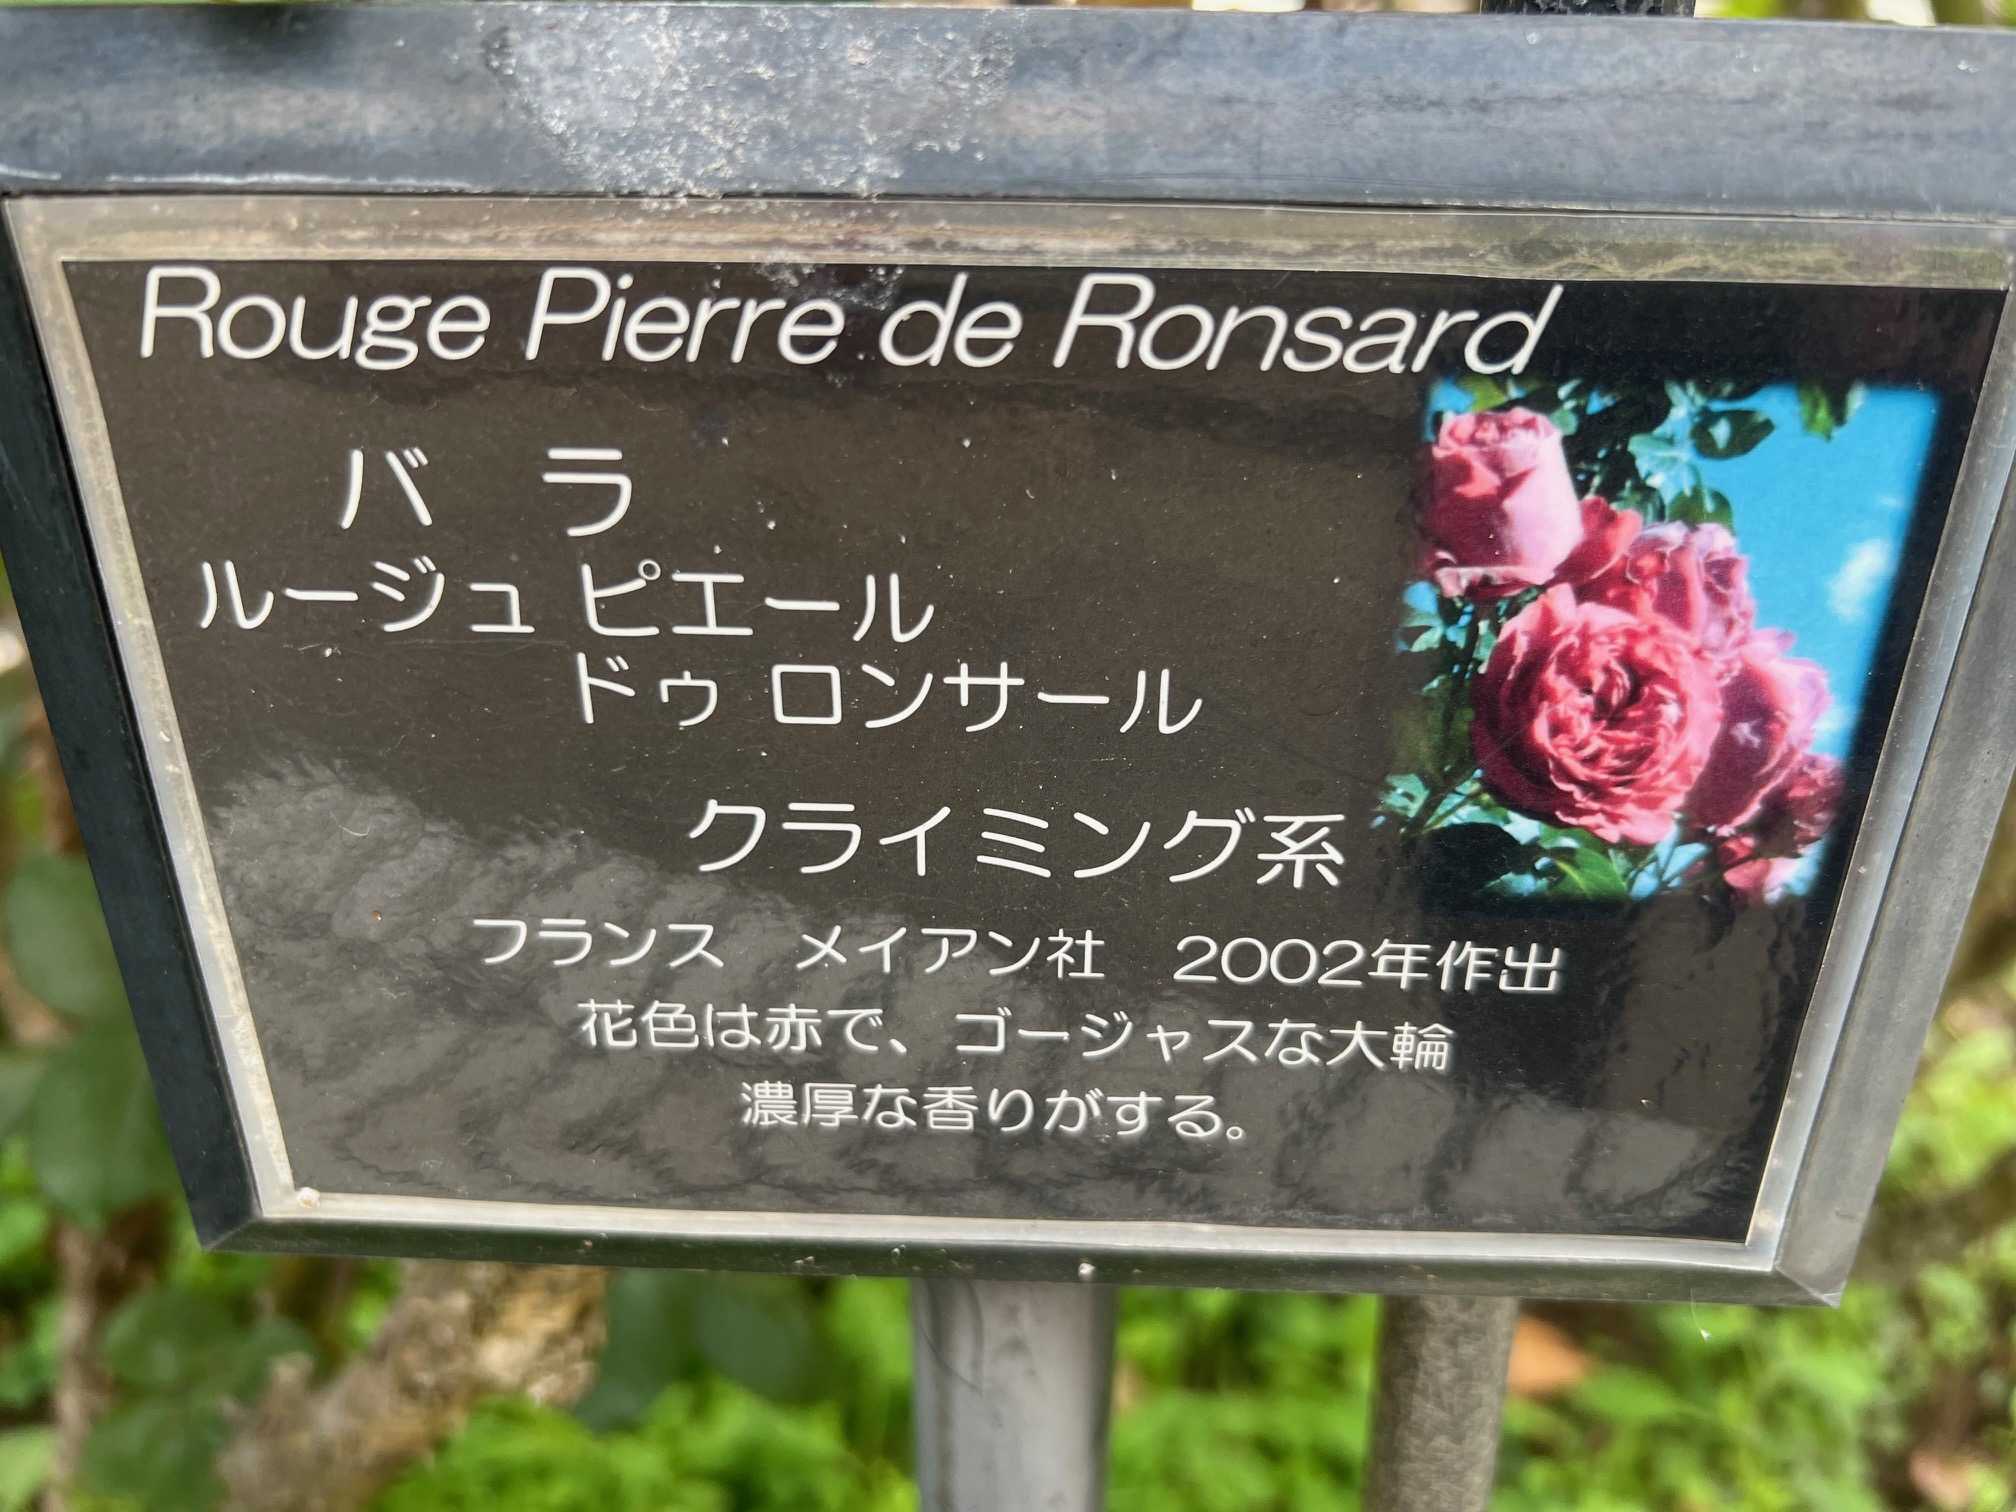 Rouge Pierre de Ronsard
バ　ラ
ルージュ ピエール
ドゥ ロンサール
クライミング系
フランス　メイアン社　2002年作出
花色は赤で、ゴージャスな大輪
濃厚な香りがする。